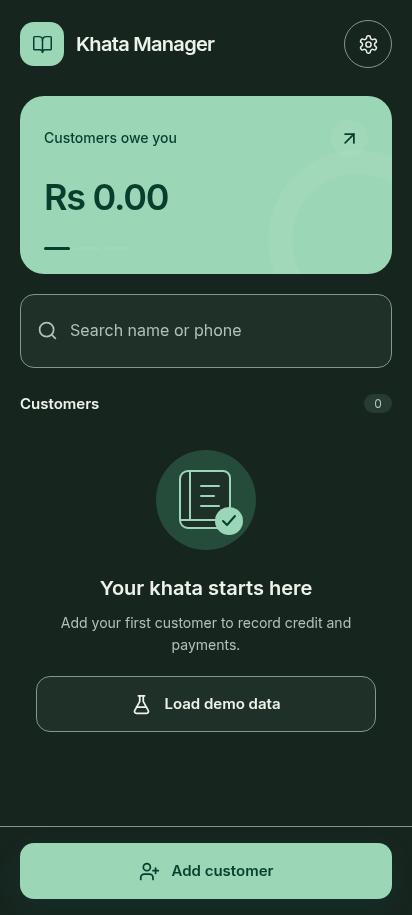 Khata Manager
Customers owe you
Rs 0.00
Search name or phone
Customers
0
Your khata starts here
Add your first customer to record credit and
payments.
Load demo data
Add customer